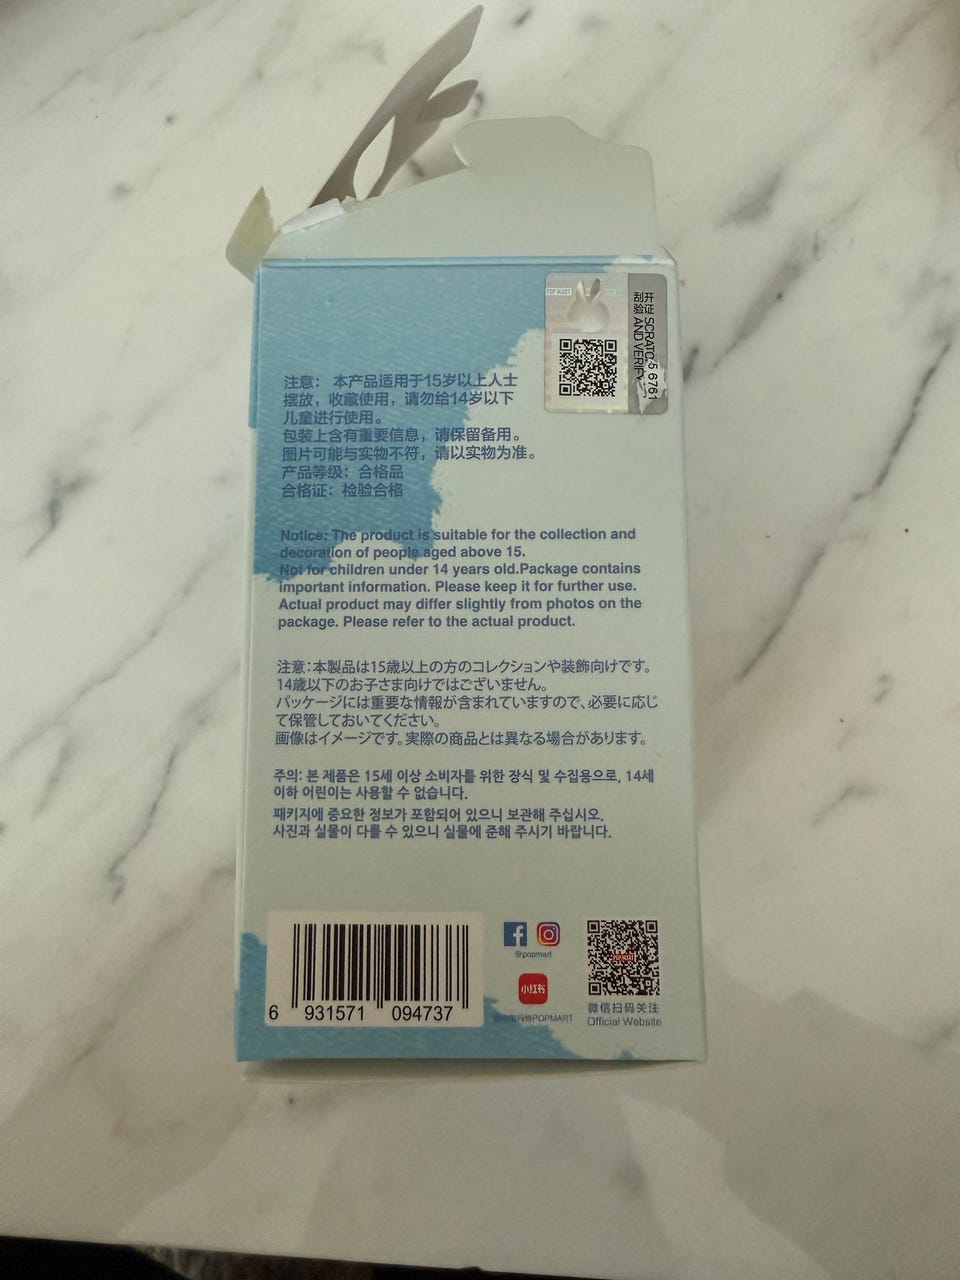 POP MART
开证 SCRATCH
刮验 AND VERIFY
5 6761
注意： 本产品适用于15岁以上人士
摆放，收藏使用，请勿给14岁以下
儿童进行使用。
包装上含有重要信息，请保留备用。
图片可能与实物不符，请以实物为准。
产品等级：合格品
合格证：检验合格
Notice: The product is suitable for the collection and
decoration of people aged above 15.
Not for children under 14 years old.Package contains
important information. Please keep it for further use.
Actual product may differ slightly from photos on the
package. Please refer to the actual product.
注意:本製品は15歳以上の方のコレクションや装飾向けです。
14歳以下のお子さま向けではございません。
パッケージには重要な情報が含まれていますので、必要に応じ
て保管しておいてください。
画像はイメージです。実際の商品とは異なる場合があります。
주의: 본 제품은 15세 이상 소비자를 위한 장식 및 수집용으로, 14세
이하 어린이는 사용할 수 없습니다.
패키지에 중요한 정보가 포함되어 있으니 보관해 주십시오.
사진과 실물이 다를 수 있으니 실물에 준해 주시기 바랍니다.
6 931571 094737
@popmart
小红书
POPMART
POP MART
微信扫码关注
Official Website